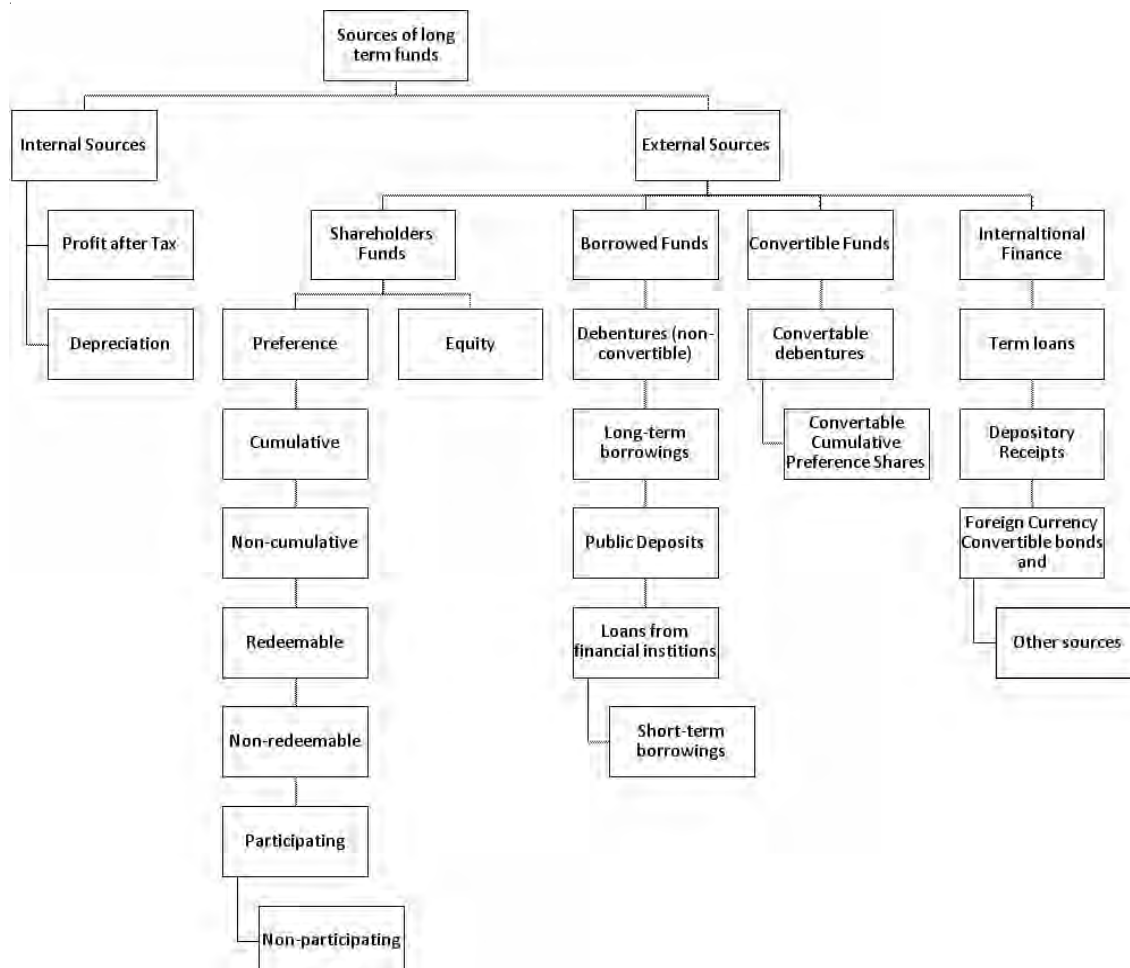 Sources of long
term funds
Internal Sources
External Sources
Profit after Tax
Shareholders
Funds
Borrowed Funds
Convertible Funds
Internaltional
Finance
Depreciation
Preference
Equity
Debentures (non-
convertible)
Convertable
debentures
Term loans
Cumulative
Long-term
borrowings
Convertable
Cumulative
Preference Shares
Depository
Receipts
Non-cumulative
Public Deposits
Foreign Currency
Convertible bonds
and
Redeemable
Loans from
financial institions
Other sources
Non-redeemable
Short-term
borrowings
Participating
Non-participating